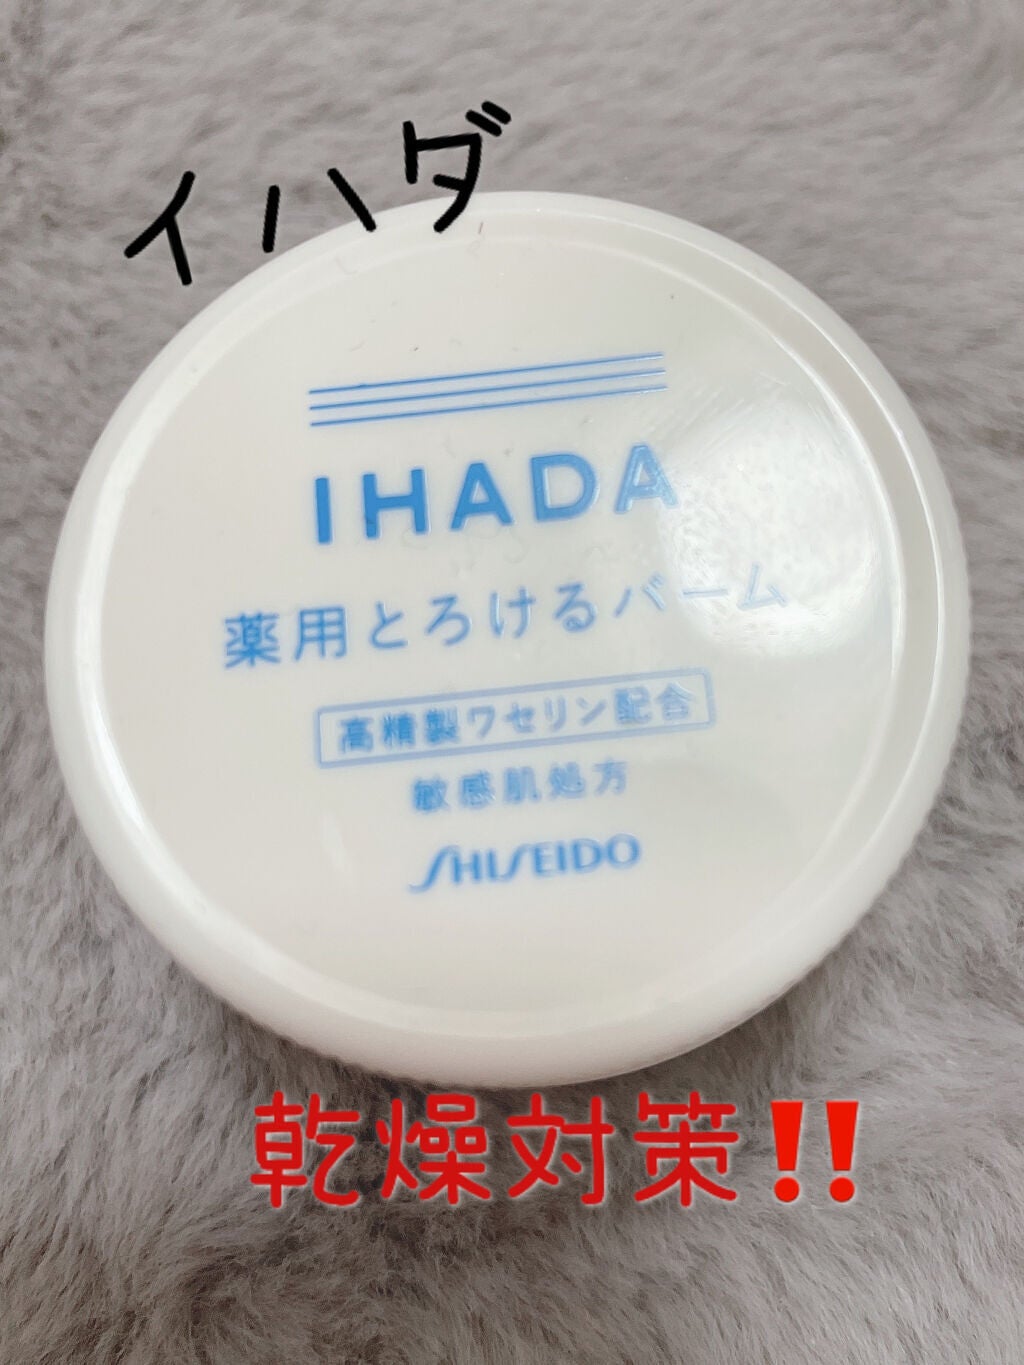 イハダ
IHADA
薬用とろけるバーム
高精製ワセリン配合
敏感肌処方
SHISEIDO
乾燥対策‼